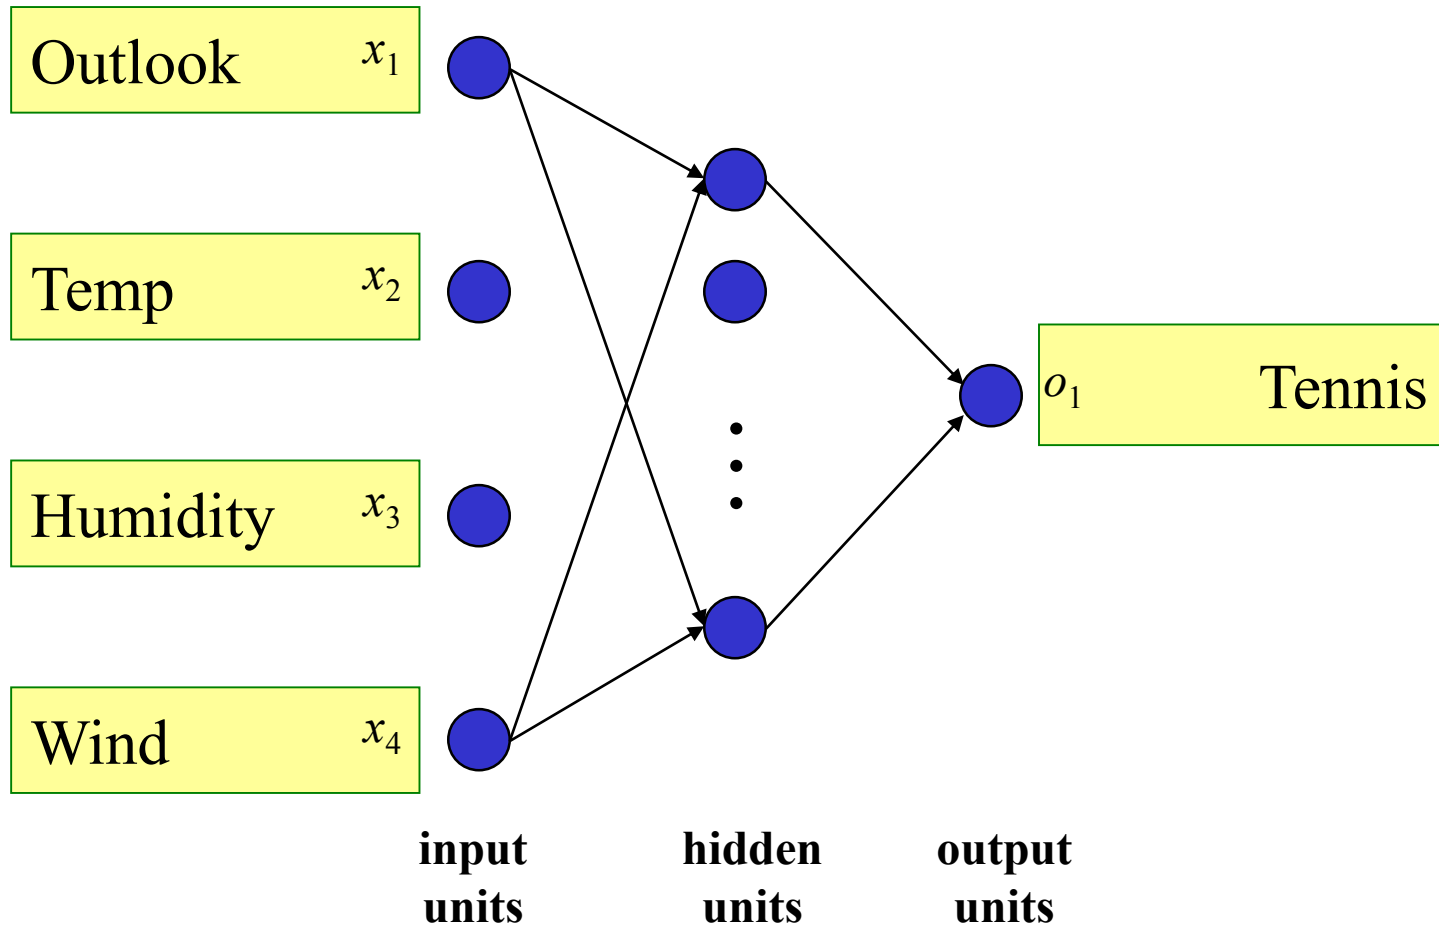 Outlook x₁
Temp x₂
Humidity x₃
Wind x₄
o₁ Tennis
input units
hidden units
output units